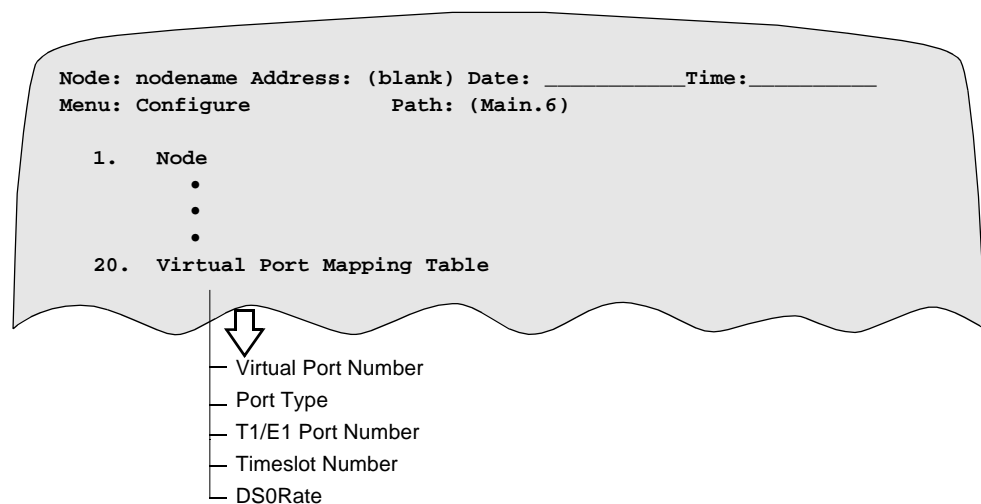 Node: nodename Address: (blank) Date: ___________Time:__________
Menu: Configure Path: (Main.6)
1. Node
•
•
•
20. Virtual Port Mapping Table
Virtual Port Number
Port Type
T1/E1 Port Number
Timeslot Number
DS0Rate